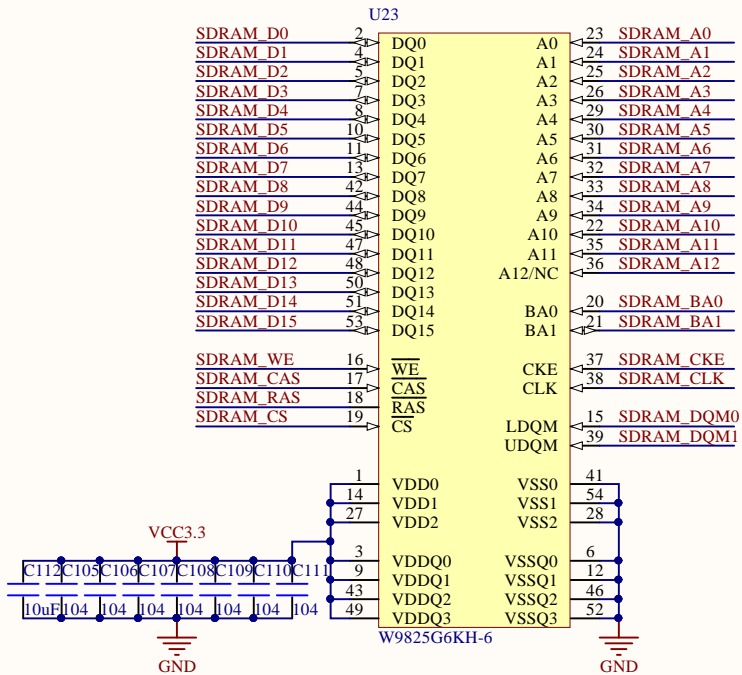 U23
SDRAM_D0 2 DQ0 A0 23 SDRAM_A0
SDRAM_D1 4 DQ1 A1 24 SDRAM_A1
SDRAM_D2 5 DQ2 A2 25 SDRAM_A2
SDRAM_D3 7 DQ3 A3 26 SDRAM_A3
SDRAM_D4 8 DQ4 A4 29 SDRAM_A4
SDRAM_D5 10 DQ5 A5 30 SDRAM_A5
SDRAM_D6 11 DQ6 A6 31 SDRAM_A6
SDRAM_D7 13 DQ7 A7 32 SDRAM_A7
SDRAM_D8 42 DQ8 A8 33 SDRAM_A8
SDRAM_D9 44 DQ9 A9 34 SDRAM_A9
SDRAM_D10 45 DQ10 A10 22 SDRAM_A10
SDRAM_D11 47 DQ11 A11 35 SDRAM_A11
SDRAM_D12 48 DQ12 A12/NC 36 SDRAM_A12
SDRAM_D13 50 DQ13
SDRAM_D14 51 DQ14 BA0 20 SDRAM_BA0
SDRAM_D15 53 DQ15 BA1 21 SDRAM_BA1
SDRAM_WE 16 WE CKE 37 SDRAM_CKE
SDRAM_CAS 17 CAS CLK 38 SDRAM_CLK
SDRAM_RAS 18 RAS
SDRAM_CS 19 CS LDQM 15 SDRAM_DQM0
UDQM 39 SDRAM_DQM1
1 VDD0 VSS0 41
14 VDD1 VSS1 54
27 VDD2 VSS2 28
VCC3.3
3 VDDQ0 VSSQ0 6
C112 C105 C106 C107 C108 C109 C110 C111
9 VDDQ1 VSSQ1 12
43 VDDQ2 VSSQ2 46
10uF 104 104 104 104 104 104 104
49 VDDQ3 VSSQ3 52
W9825G6KH-6
GND GND